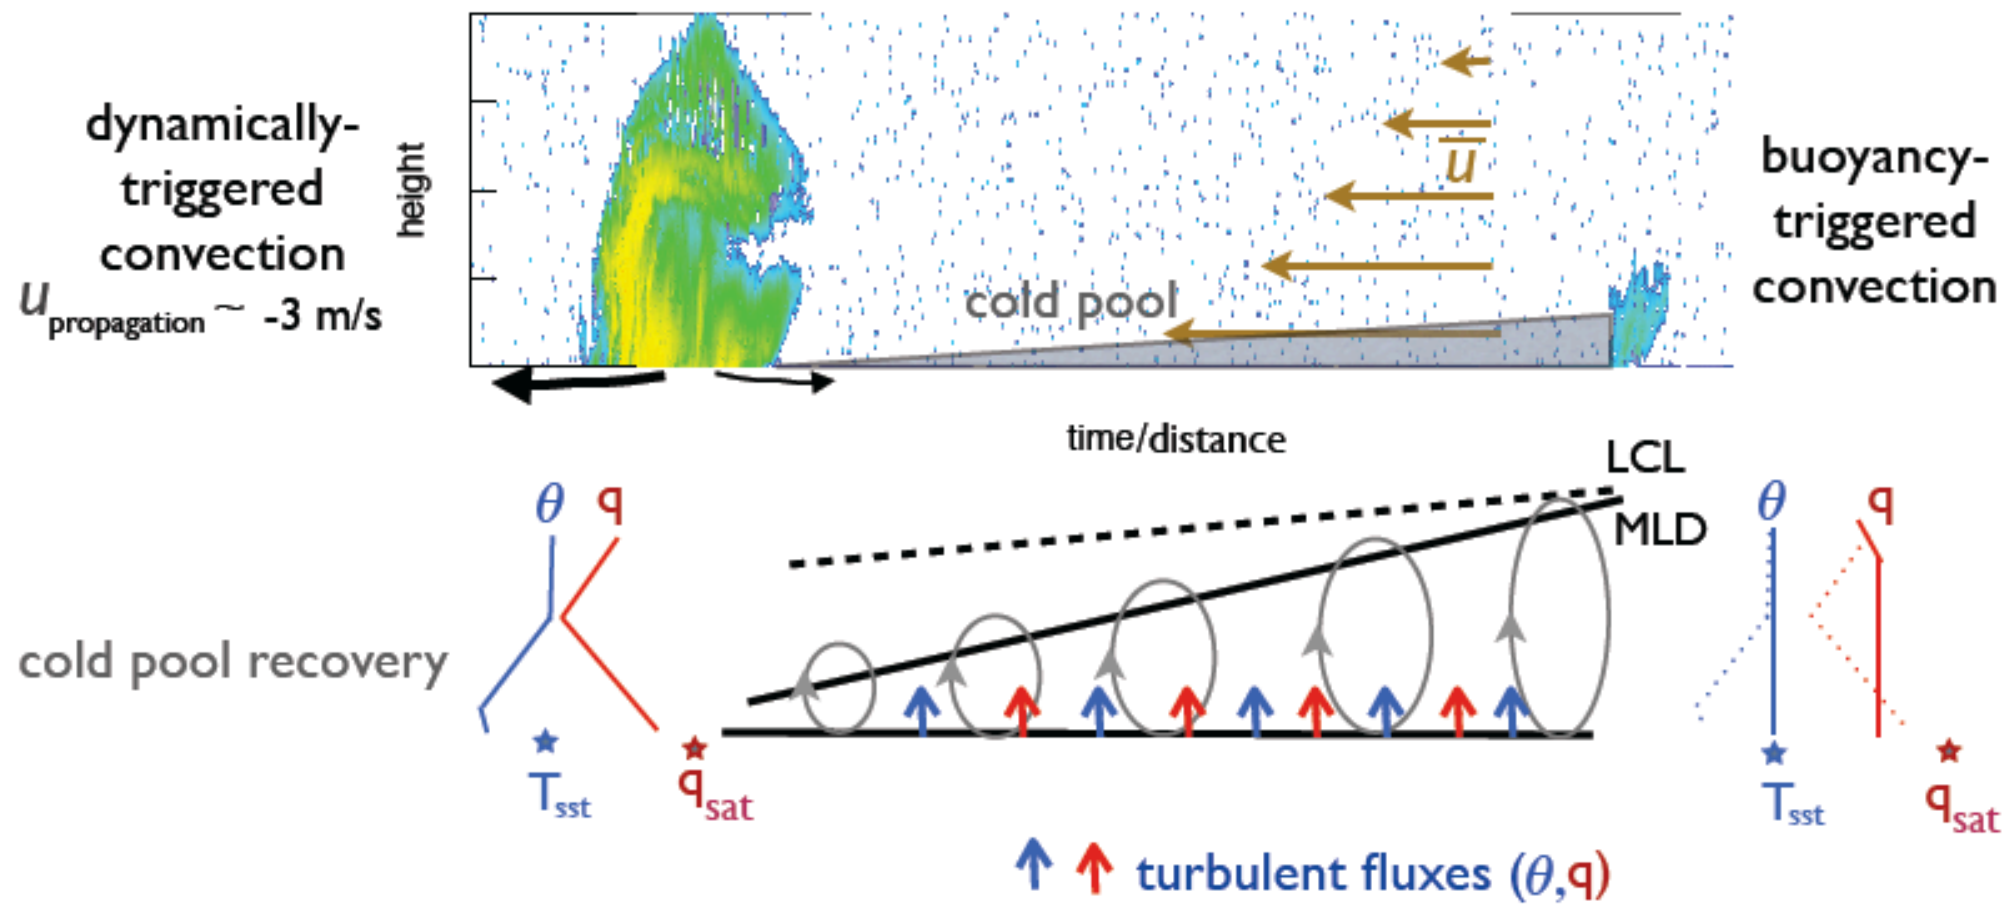 dynamically-
triggered
convection
u propagation ~ -3 m/s
height
u̅
cold pool
buoyancy-
triggered
convection
time/distance
LCL
MLD
θ q
cold pool recovery
Tsst
qsat
θ q
Tsst
qsat
turbulent fluxes (θ,q)